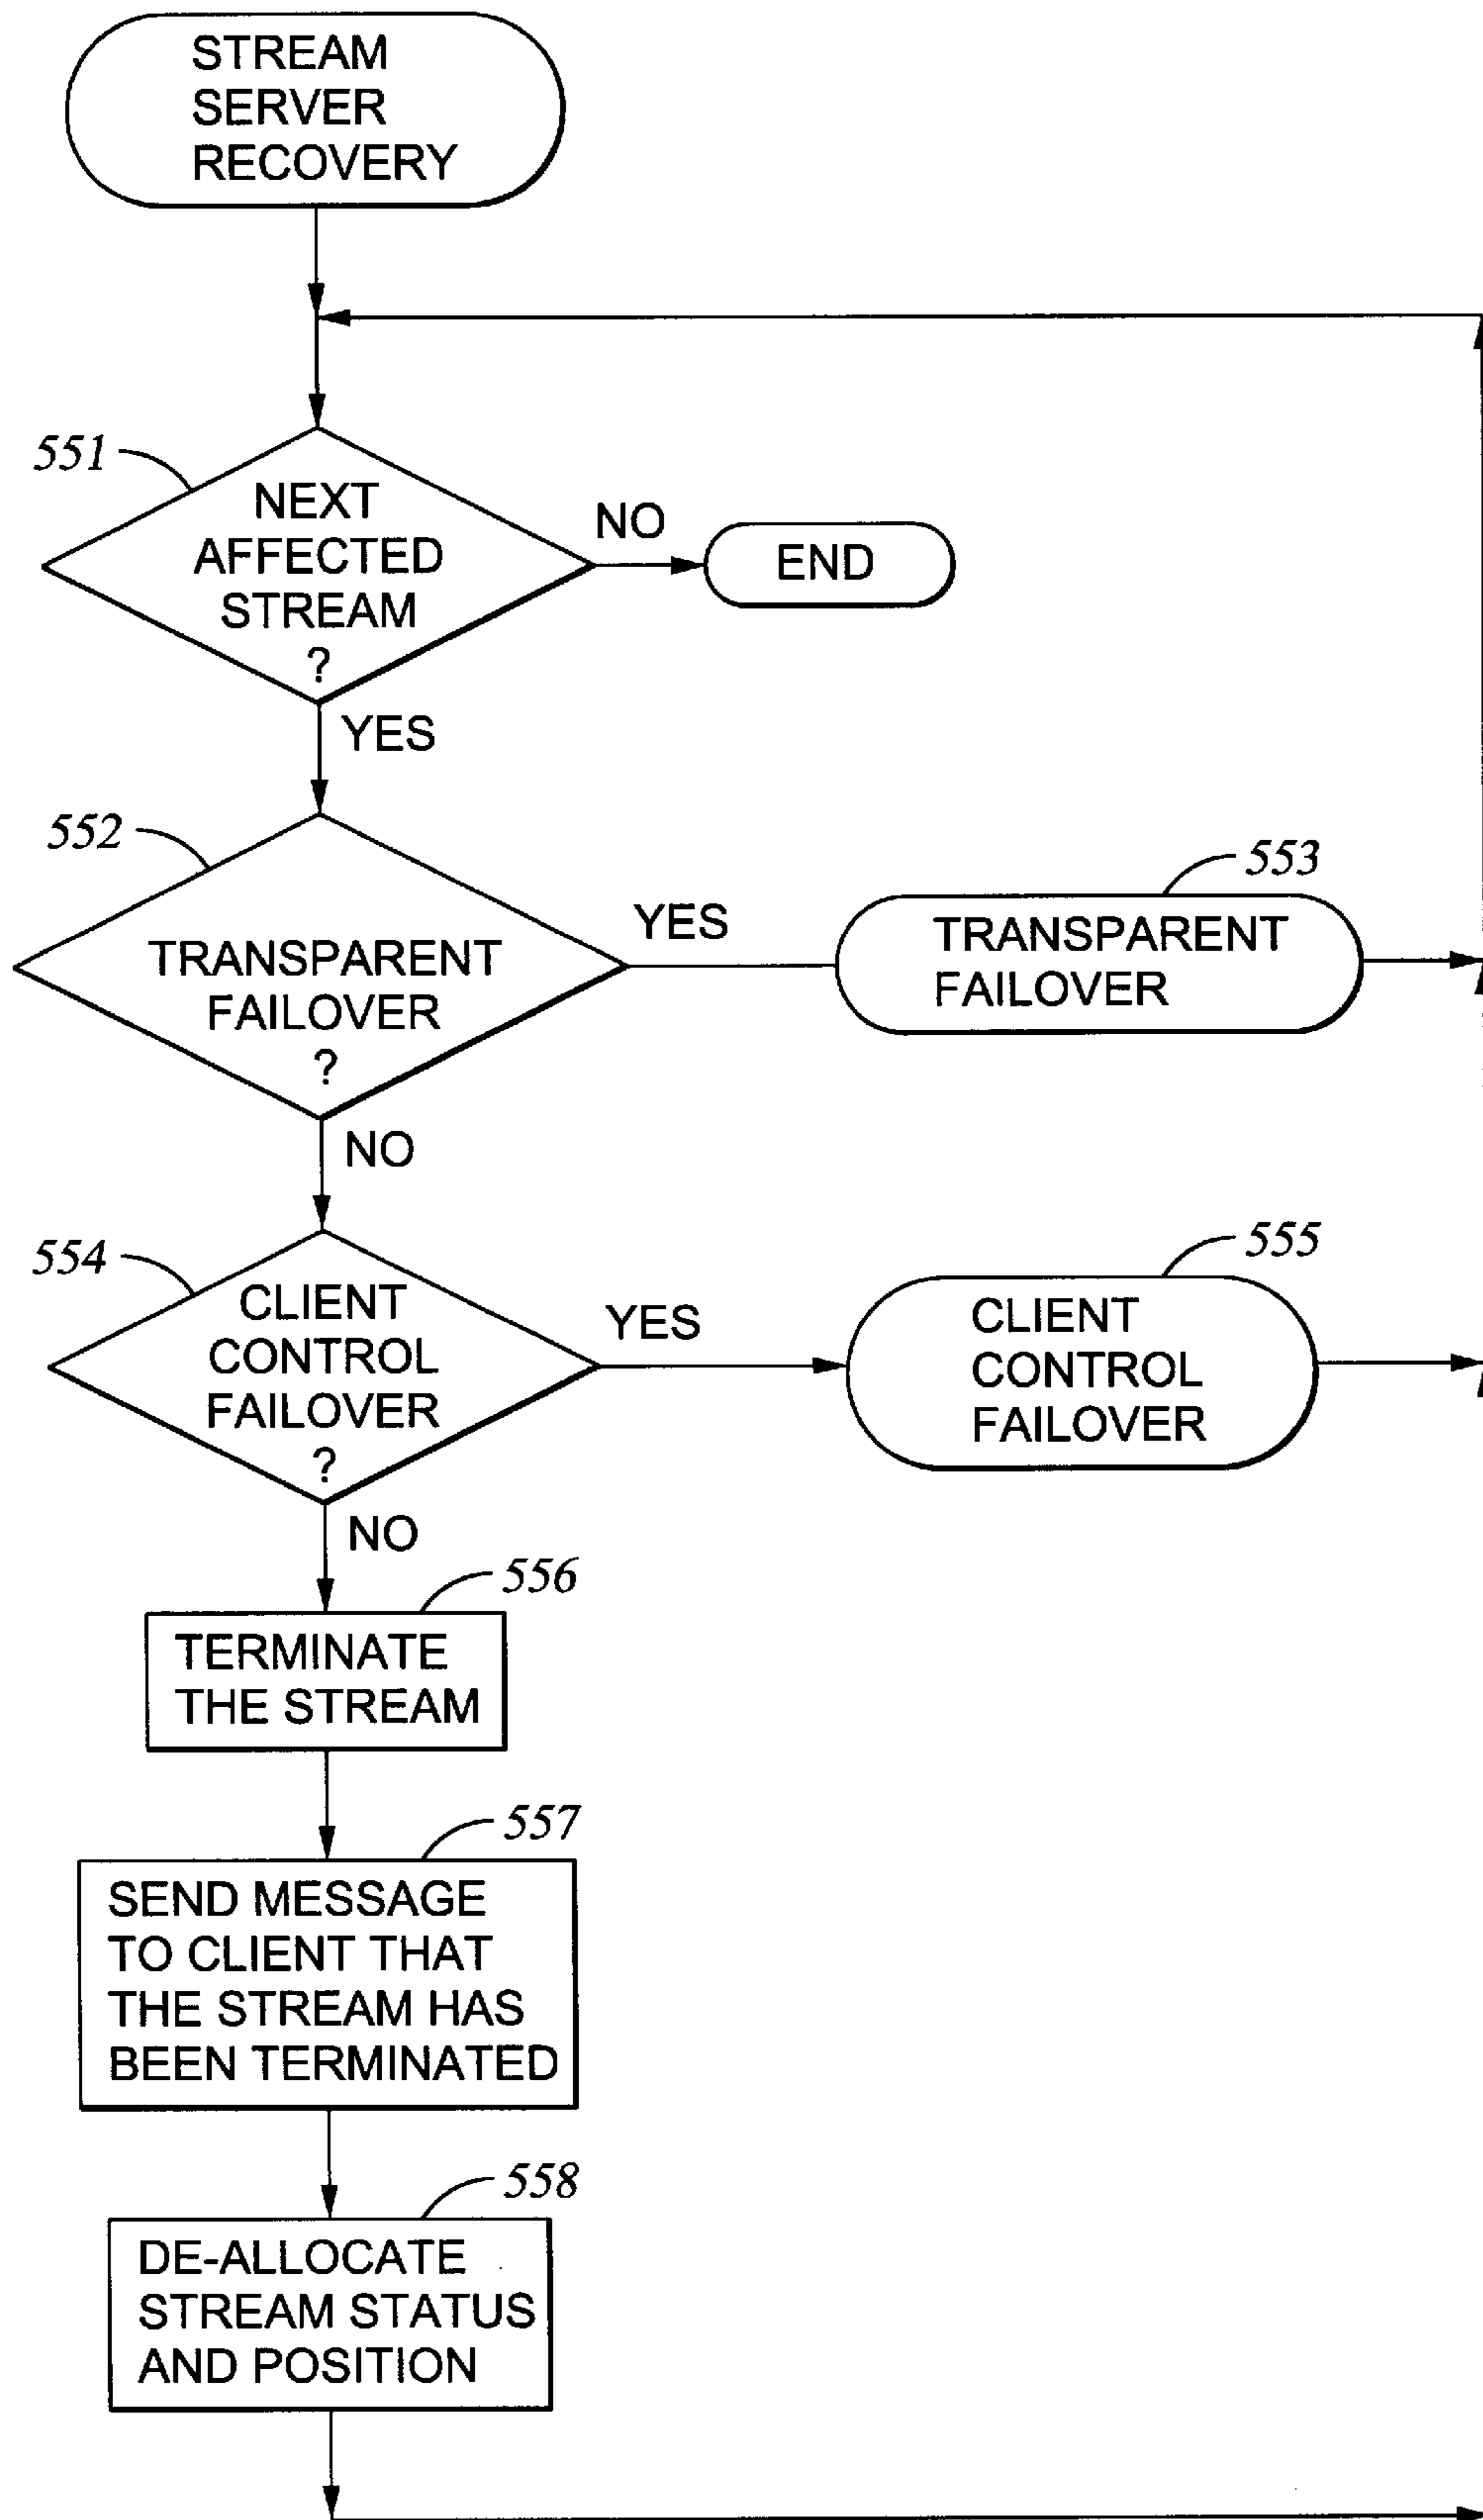 STREAM
SERVER
RECOVERY
551
NEXT
AFFECTED
STREAM
?
NO
END
YES
552
TRANSPARENT
FAILOVER
?
YES
553
TRANSPARENT
FAILOVER
NO
554
CLIENT
CONTROL
FAILOVER
?
YES
555
CLIENT
CONTROL
FAILOVER
NO
556
TERMINATE
THE STREAM
557
SEND MESSAGE
TO CLIENT THAT
THE STREAM HAS
BEEN TERMINATED
558
DE-ALLOCATE
STREAM STATUS
AND POSITION